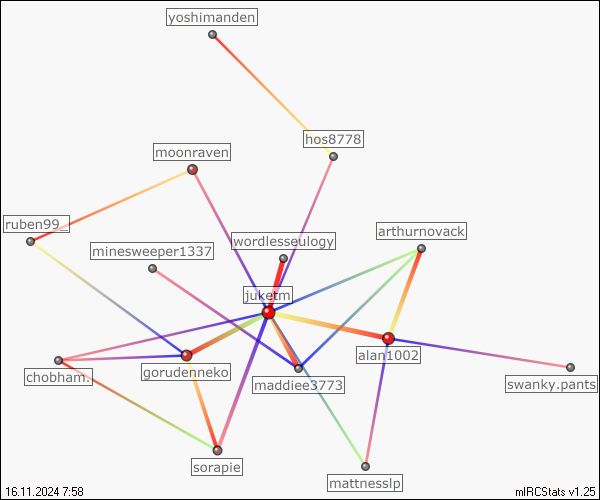 yoshimanden
hos8778
moonraven
ruben99_
arthurnovack
wordlesseulogy
minesweeper1337
juketm
alan1002
gorudenneko
chobham.
maddiee3773
swanky.pants
sorapie
mattnesslp
16.11.2024 7:58
mIRCStats v1.25